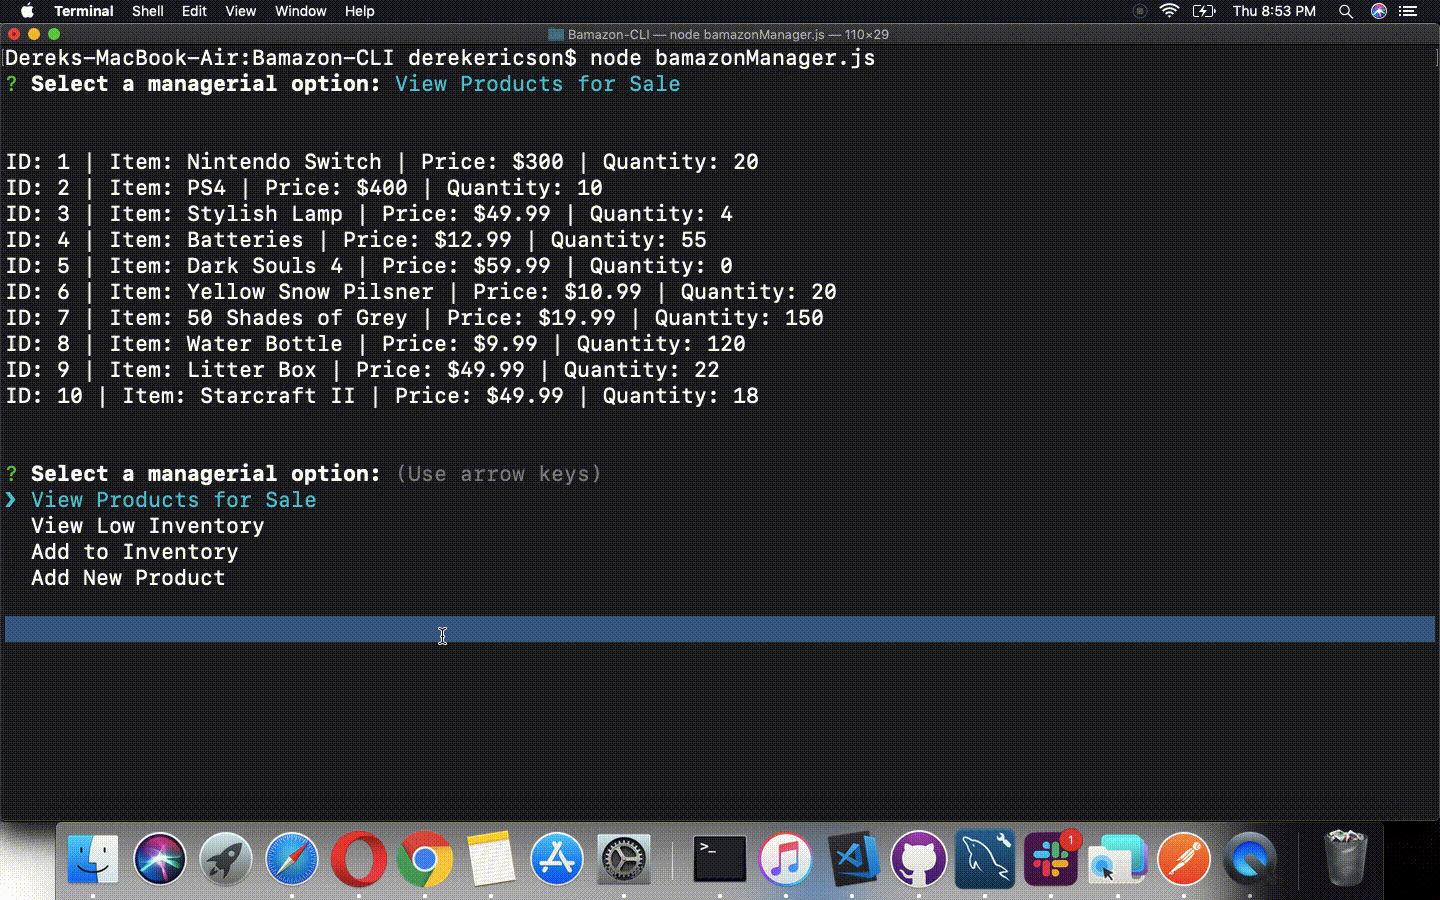 Terminal Shell Edit View Window Help Thu 8:53 PM
Bamazon-CLI — node bamazonManager.js — 110×29
Dereks-MacBook-Air:Bamazon-CLI derekericson$ node bamazonManager.js
? Select a managerial option: View Products for Sale
ID: 1 | Item: Nintendo Switch | Price: $300 | Quantity: 20
ID: 2 | Item: PS4 | Price: $400 | Quantity: 10
ID: 3 | Item: Stylish Lamp | Price: $49.99 | Quantity: 4
ID: 4 | Item: Batteries | Price: $12.99 | Quantity: 55
ID: 5 | Item: Dark Souls 4 | Price: $59.99 | Quantity: 0
ID: 6 | Item: Yellow Snow Pilsner | Price: $10.99 | Quantity: 20
ID: 7 | Item: 50 Shades of Grey | Price: $19.99 | Quantity: 150
ID: 8 | Item: Water Bottle | Price: $9.99 | Quantity: 120
ID: 9 | Item: Litter Box | Price: $49.99 | Quantity: 22
ID: 10 | Item: Starcraft II | Price: $49.99 | Quantity: 18
? Select a managerial option: (Use arrow keys)
❯ View Products for Sale
View Low Inventory
Add to Inventory
Add New Product
>_
1